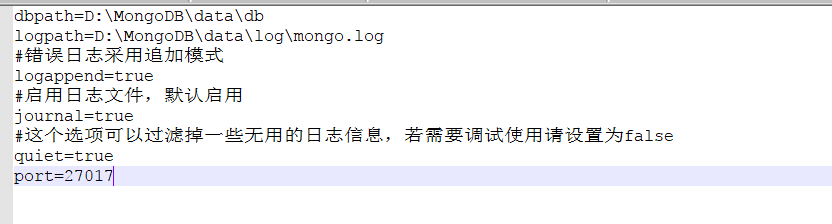 dbpath=D:\MongoDB\data\db
logpath=D:\MongoDB\data\log\mongo.log
#错误日志采用追加模式
logappend=true
#启用日志文件，默认启用
journal=true
#这个选项可以过滤掉一些无用的日志信息，若需要调试使用请设置为false
quiet=true
port=27017